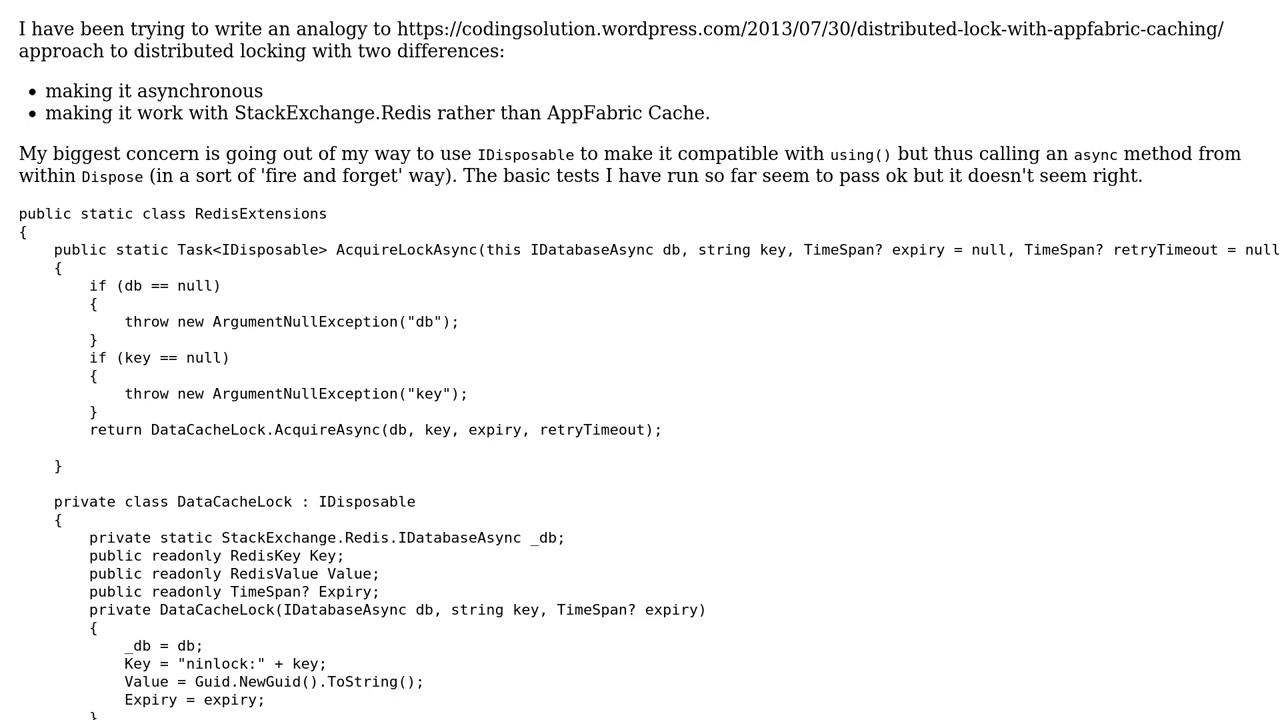 I have been trying to write an analogy to https://codingsolution.wordpress.com/2013/07/30/distributed-lock-with-appfabric-caching/
approach to distributed locking with two differences:
• making it asynchronous
• making it work with StackExchange.Redis rather than AppFabric Cache.
My biggest concern is going out of my way to use IDisposable to make it compatible with using() but thus calling an async method from
within Dispose (in a sort of 'fire and forget' way). The basic tests I have run so far seem to pass ok but it doesn't seem right.
public static class RedisExtensions
{
    public static Task<IDisposable> AcquireLockAsync(this IDatabaseAsync db, string key, TimeSpan? expiry = null, TimeSpan? retryTimeout = null
    {
        if (db == null)
        {
            throw new ArgumentNullException("db");
        }
        if (key == null)
        {
            throw new ArgumentNullException("key");
        }
        return DataCacheLock.AcquireAsync(db, key, expiry, retryTimeout);
    }
    private class DataCacheLock : IDisposable
    {
        private static StackExchange.Redis.IDatabaseAsync _db;
        public readonly RedisKey Key;
        public readonly RedisValue Value;
        public readonly TimeSpan? Expiry;
        private DataCacheLock(IDatabaseAsync db, string key, TimeSpan? expiry)
        {
            _db = db;
            Key = "ninlock:" + key;
            Value = Guid.NewGuid().ToString();
            Expiry = expiry;
        }